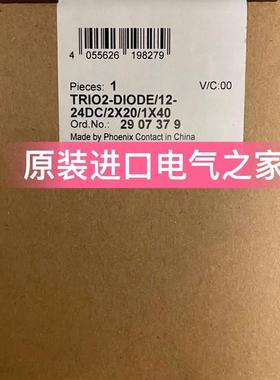 4 055626 198279
Pieces: 1 V/C:00
TRIO2-DIODE/12-
24DC/2X20/1X40
Ord.No.: 29 07 37 9
Made by Phoenix Contact in China
原装进口电气之家